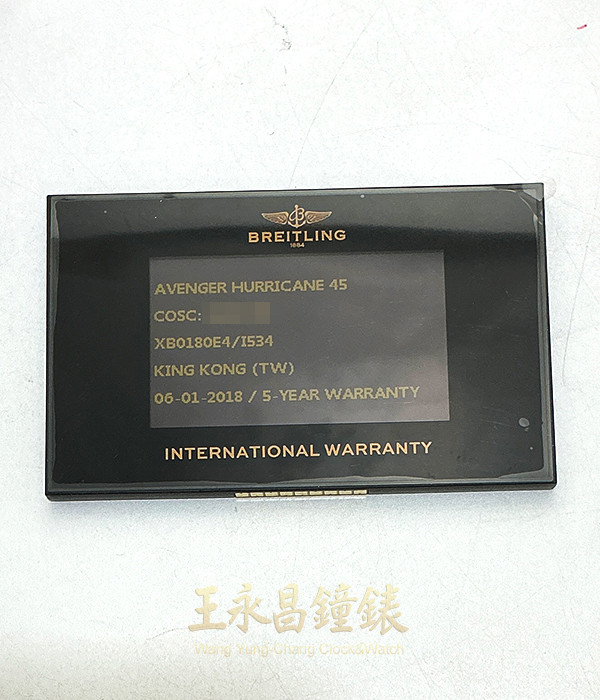 BREITLING
1884
AVENGER HURRICANE 45
COSC:
XB0180E4/I534
KING KONG (TW)
06-01-2018 / 5-YEAR WARRANTY
INTERNATIONAL WARRANTY
王永昌鐘錶
Wang Yung Chang Clock&Watch